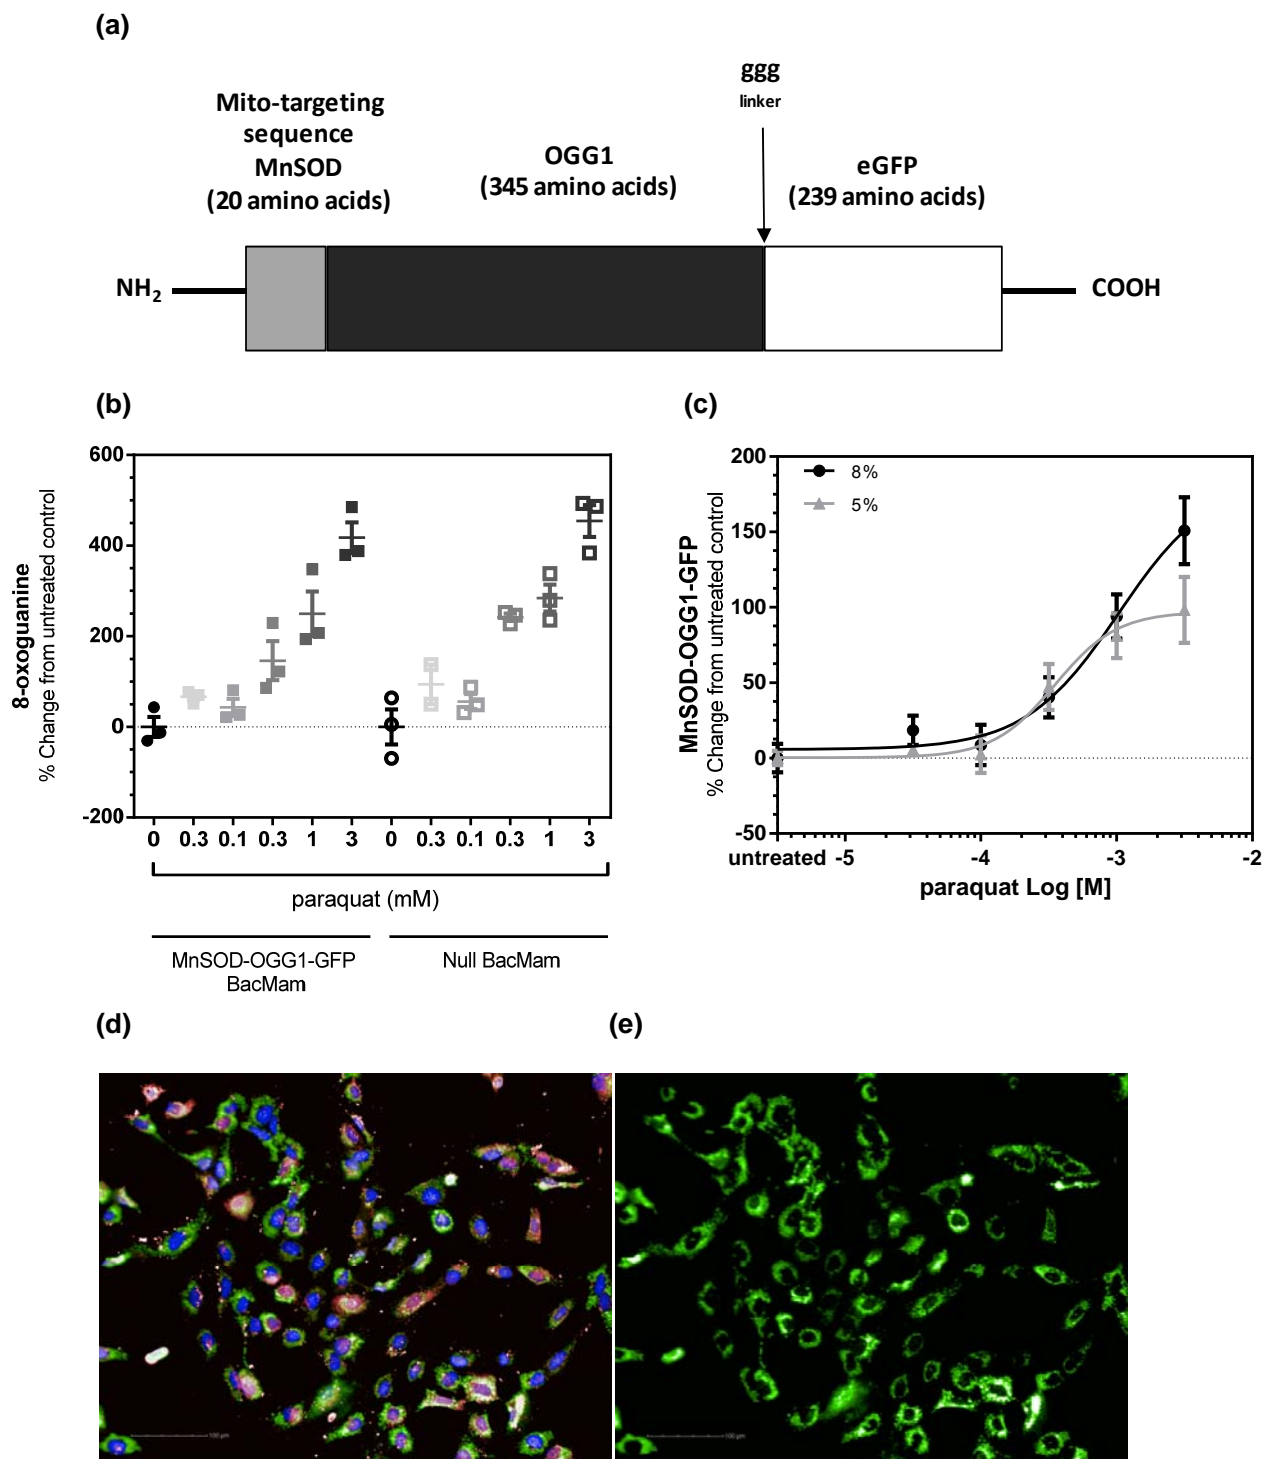 (a)
ggg
linker
Mito-targeting
sequence
MnSOD
(20 amino acids)
OGG1
(345 amino acids)
eGFP
(239 amino acids)
NH2
COOH
(b)
8-oxoguanine
% Change from untreated control
600
400
200
0
-200
0 0.3 0.1 0.3 1 3 0 0.3 0.1 0.3 1 3
paraquat (mM)
MnSOD-OGG1-GFP
BacMam
Null BacMam
(c)
MnSOD-OGG1-GFP
% Change from untreated control
200
150
100
50
0
-50
8%
5%
untreated -5 -4 -3 -2
paraquat Log [M]
(d)
100 µm
(e)
100 µm